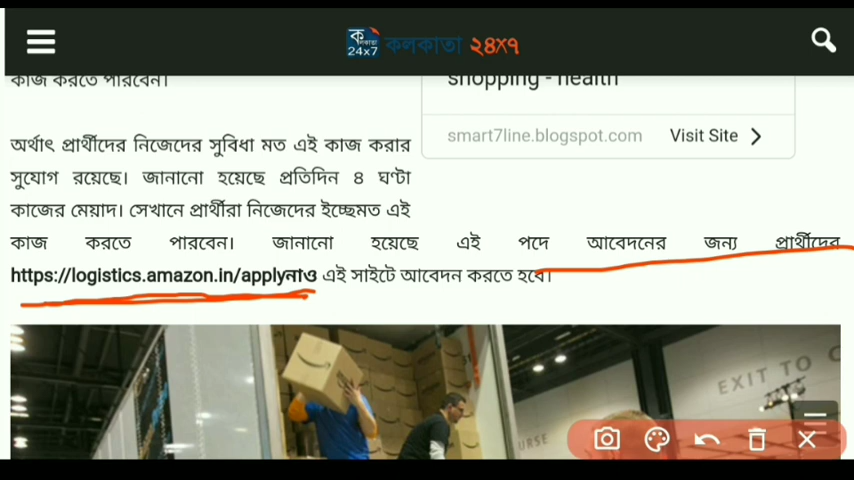 ক
কলকাতা
24x7
কলকাতা ২৪x৭
কাজ করতে পারবেন।
shopping - health
smart7line.blogspot.com Visit Site
অর্থাৎ প্রার্থীদের নিজেদের সুবিধা মত এই কাজ করার
সুযোগ রয়েছে। জানানো হয়েছে প্রতিদিন ৪ ঘণ্টা
কাজের মেয়াদ। সেখানে প্রার্থীরা নিজেদের ইচ্ছেমত এই
কাজ করতে পারবেন। জানানো হয়েছে এই পদে আবেদনের জন্য প্রার্থীদের
https://logistics.amazon.in/applyনাও এই সাইটে আবেদন করতে হবে।
EXIT TO